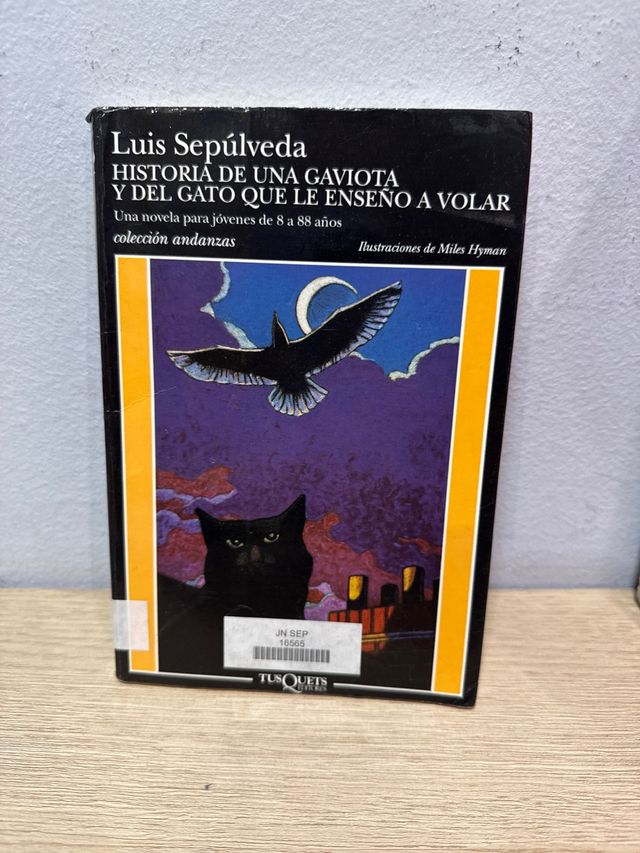 Luis Sepúlveda
HISTORIA DE UNA GAVIOTA
Y DEL GATO QUE LE ENSEÑO A VOLAR
Una novela para jóvenes de 8 a 88 años
colección andanzas
Ilustraciones de Miles Hyman
JN SEP
16565
TUSQUETS
EDITORES